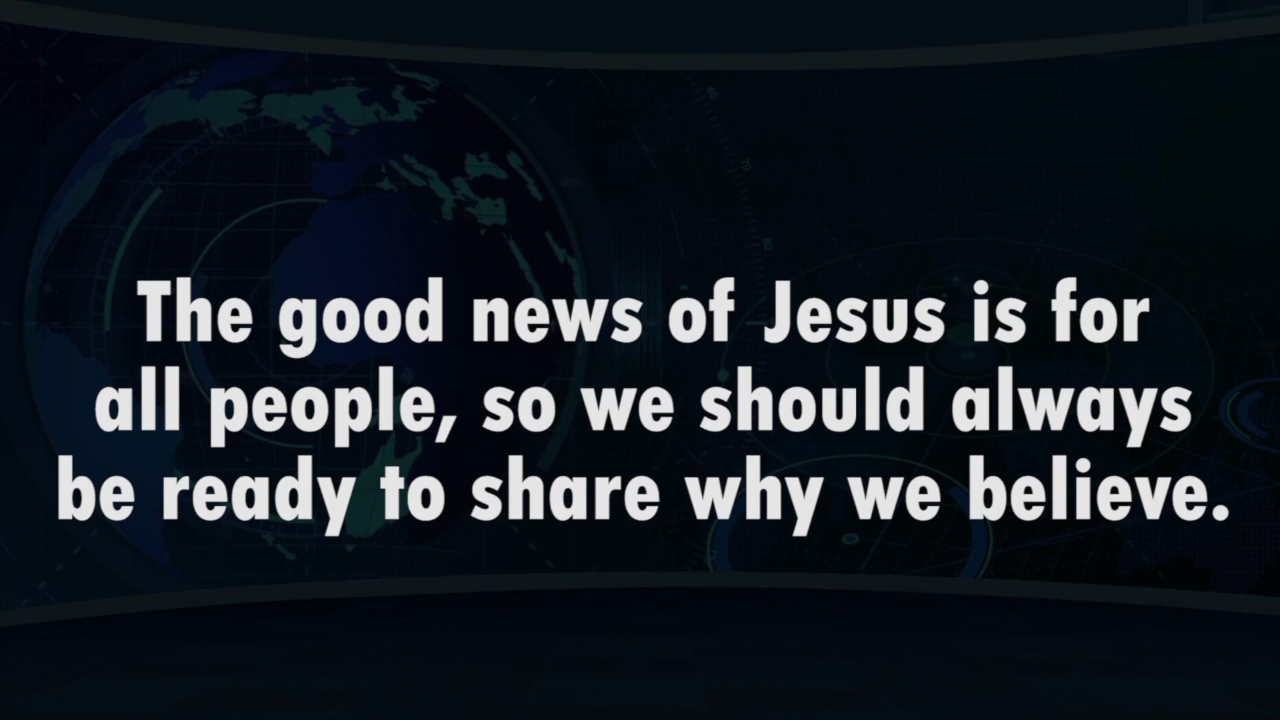 The good news of Jesus is for
all people, so we should always
be ready to share why we believe.